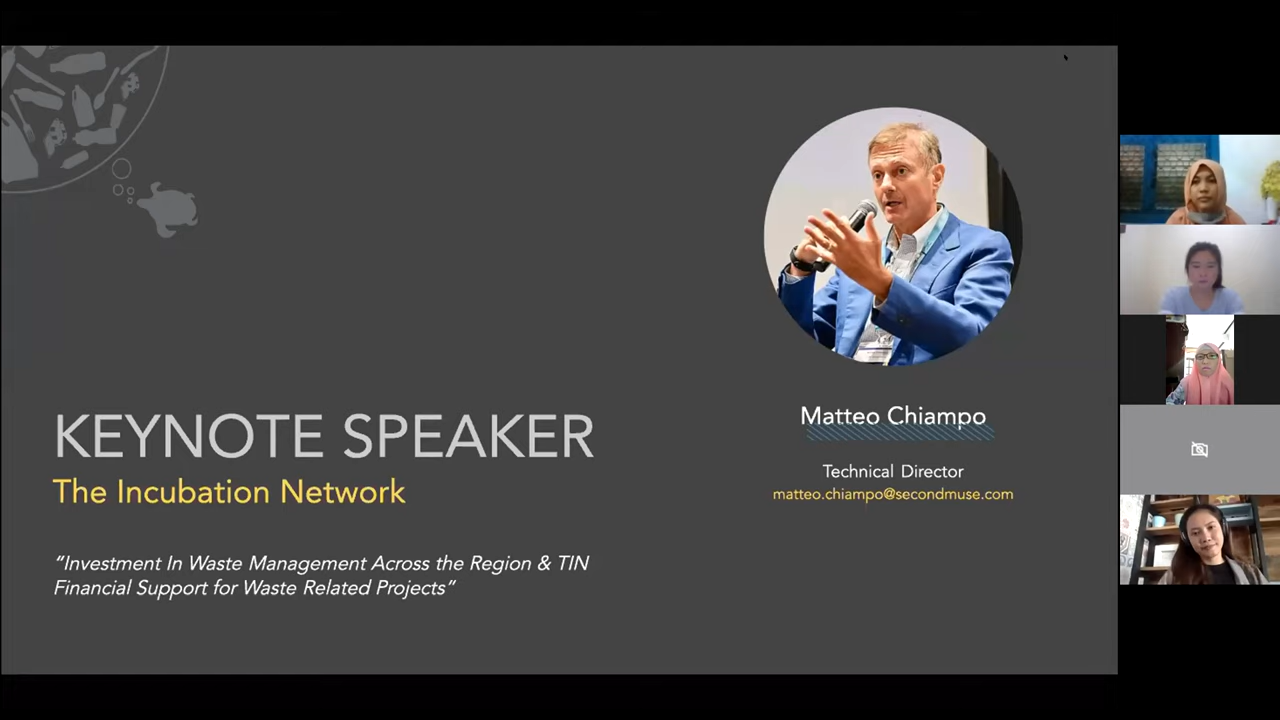 KEYNOTE SPEAKER
The Incubation Network
“Investment In Waste Management Across the Region & TIN
Financial Support for Waste Related Projects”
Matteo Chiampo
Technical Director
matteo.chiampo@secondmuse.com